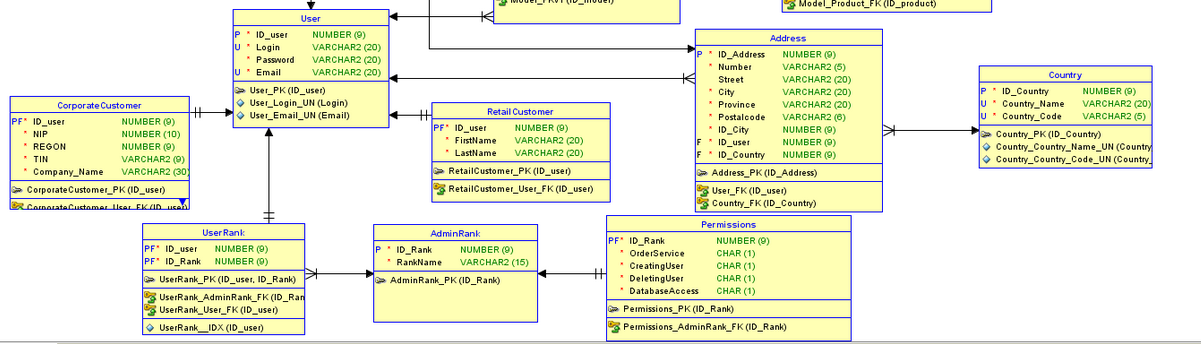 Model_FKv1 (ID_model)
Model_Product_FK (ID_product)
User
P * ID_user NUMBER (9)
U * Login VARCHAR2 (20)
* Password VARCHAR2 (20)
U * Email VARCHAR2 (20)
User_PK (ID_user)
User_Login_UN (Login)
User_Email_UN (Email)
Address
P * ID_Address NUMBER (9)
* Number VARCHAR2 (5)
Street VARCHAR2 (20)
* City VARCHAR2 (20)
* Province VARCHAR2 (20)
* Postalcode VARCHAR2 (6)
* ID_City NUMBER (9)
F * ID_user NUMBER (9)
F * ID_Country NUMBER (9)
Address_PK (ID_Address)
User_FK (ID_user)
Country_FK (ID_Country)
Country
P * ID_Country NUMBER (9)
U * Country_Name VARCHAR2 (20)
U * Country_Code VARCHAR2 (5)
Country_PK (ID_Country)
Country_Country_Name_UN (Country_
Country_Country_Code_UN (Country_
CorporateCustomer
PF* ID_user NUMBER (9)
* NIP NUMBER (10)
* REGON NUMBER (9)
* TIN VARCHAR2 (9)
* Company_Name VARCHAR2 (30)
CorporateCustomer_PK (ID_user)
CorporateCustomer_User_FK (ID_user)
RetailCustomer
PF* ID_user NUMBER (9)
* FirstName VARCHAR2 (20)
* LastName VARCHAR2 (20)
RetailCustomer_PK (ID_user)
RetailCustomer_User_FK (ID_user)
UserRank
PF* ID_user NUMBER (9)
PF* ID_Rank NUMBER (9)
UserRank_PK (ID_user, ID_Rank)
UserRank_AdminRank_FK (ID_Ran
UserRank_User_FK (ID_user)
UserRank__IDX (ID_user)
AdminRank
P * ID_Rank NUMBER (9)
* RankName VARCHAR2 (15)
AdminRank_PK (ID_Rank)
Permissions
PF* ID_Rank NUMBER (9)
* OrderService CHAR (1)
* CreatingUser CHAR (1)
* DeletingUser CHAR (1)
* DatabaseAccess CHAR (1)
Permissions_PK (ID_Rank)
Permissions_AdminRank_FK (ID_Rank)